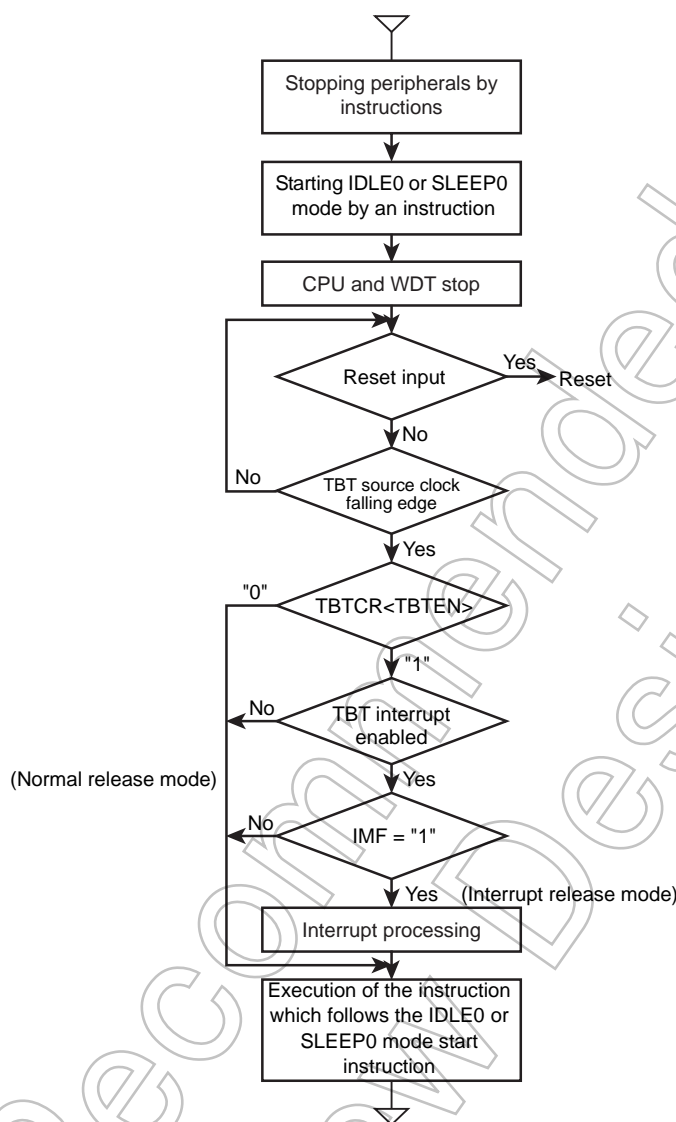 Stopping peripherals by
instructions
Starting IDLE0 or SLEEP0
mode by an instruction
CPU and WDT stop
Reset input
Yes
Reset
No
No
TBT source clock
falling edge
Yes
"0"
TBTCR<TBTEN>
"1"
No
TBT interrupt
enabled
(Normal release mode)
Yes
No
IMF = "1"
Yes
(Interrupt release mode)
Interrupt processing
Execution of the instruction
which follows the IDLE0 or
SLEEP0 mode start
instruction